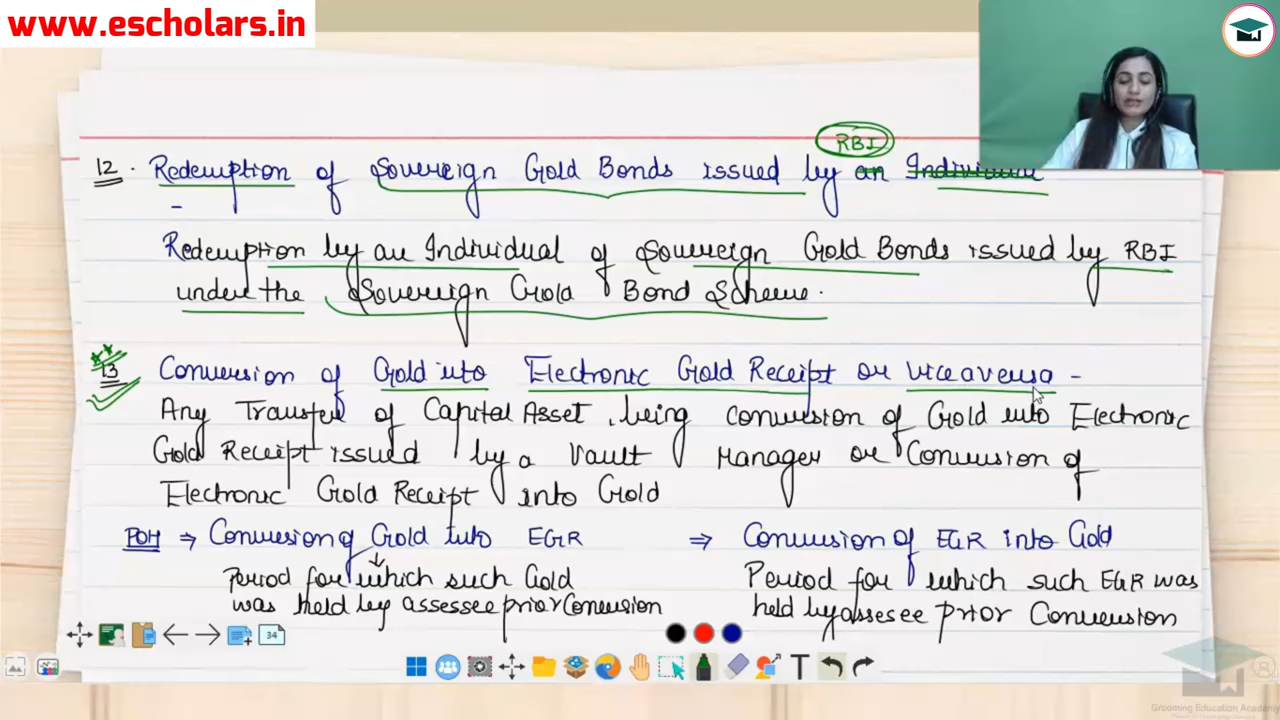 www.escholars.in
RBI
12. Redemption of Sovereign Gold Bonds issued by an Individual
Redemption by an Individual of Sovereign Gold Bonds issued by RBI
under the Sovereign Gold Bond Scheme.
13 Conversion of Gold into Electronic Gold Receipt or viceaversa -
Any Transfer of Capital Asset, being conversion of Gold into Electronic
Gold Receipt issued by a Vault Manager or Conversion of
Electronic Gold Receipt into Gold
POH ⇒ Conversion of Gold into EGR ⇒ Conversion of EGR into Gold
Period for which such Gold Period for which such EGR was
was held by assessee prior Conversion held by assesee prior Conversion
34
T
Grooming Education Academy